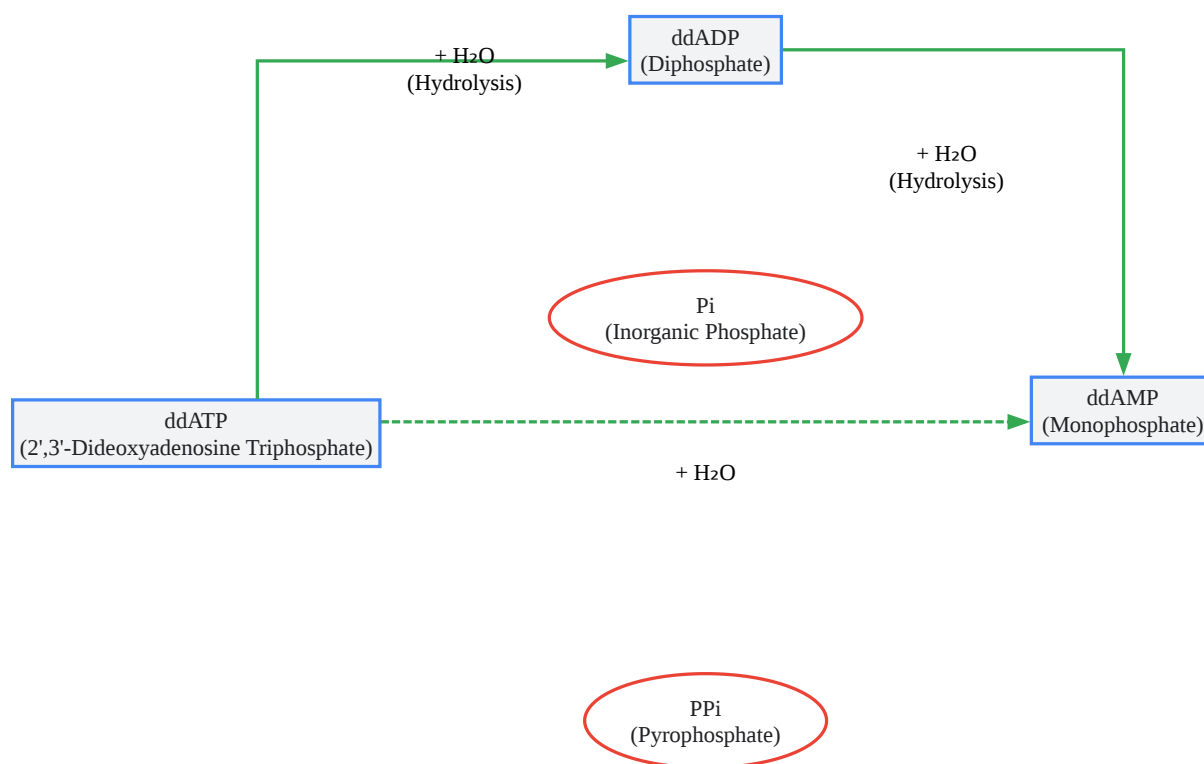 ddADP
(Diphosphate)
+ H₂O
(Hydrolysis)
+ H₂O
(Hydrolysis)
Pi
(Inorganic Phosphate)
ddATP
(2',3'-Dideoxyadenosine Triphosphate)
ddAMP
(Monophosphate)
+ H₂O
PPi
(Pyrophosphate)